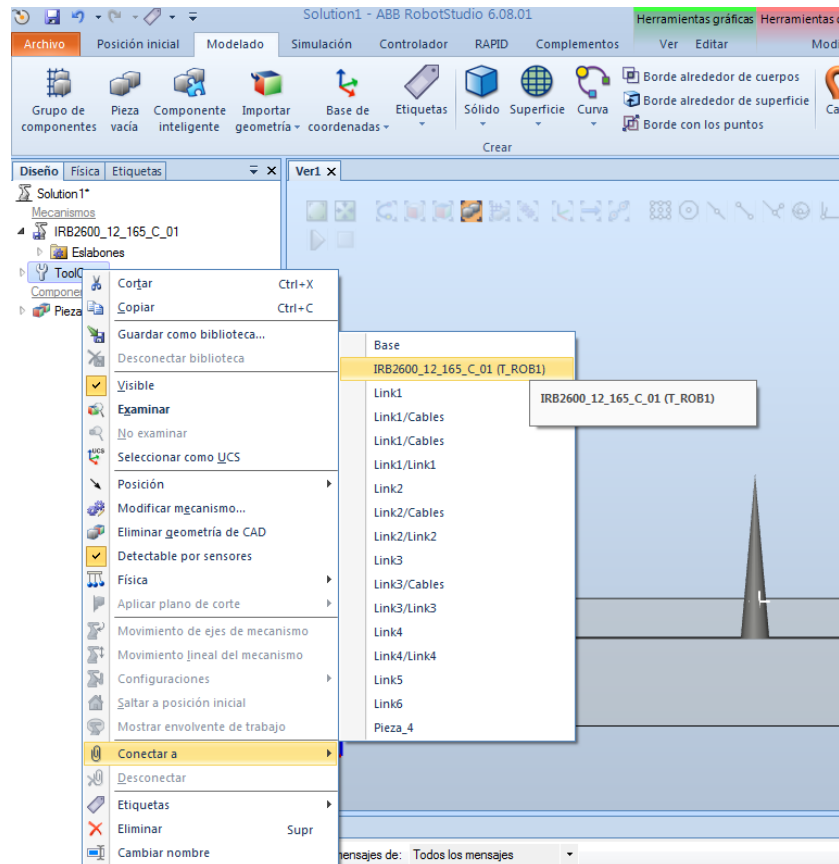 Solution1 - ABB RobotStudio 6.08.01
Herramientas gráficas Herramientas
Archivo Posición inicial Modelado Simulación Controlador RAPID Complementos Ver Editar
Grupo de componentes
Pieza vacía
Componente inteligente
Importar geometría
Base de coordenadas
Etiquetas
Sólido
Superficie
Curva
Borde alrededor de cuerpos
Borde alrededor de superficie
Borde con los puntos
Crear
Diseño Física Etiquetas
Ver1
Solution1*
Mecanismos
IRB2600_12_165_C_01
Eslabones
Pieza
Cortar Ctrl+X
Copiar Ctrl+C
Guardar como biblioteca...
Desconectar biblioteca
Visible
Examinar
No examinar
UCS
Seleccionar como UCS
Posición
Modificar mecanismo...
Eliminar geometría de CAD
Detectable por sensores
Física
Aplicar plano de corte
Movimiento de ejes de mecanismo
Movimiento lineal del mecanismo
Configuraciones
Saltar a posición inicial
Mostrar envolvente de trabajo
Conectar a
Desconectar
Etiquetas
Eliminar Supr
Cambiar nombre
Base
IRB2600_12_165_C_01 (T_ROB1)
Link1
Link1/Cables
Link1/Cables
Link1/Link1
Link2
Link2/Cables
Link2/Link2
Link3
Link3/Cables
Link3/Link3
Link4
Link4/Link4
Link5
Link6
Pieza_4
IRB2600_12_165_C_01 (T_ROB1)
mensajes de: Todos los mensajes